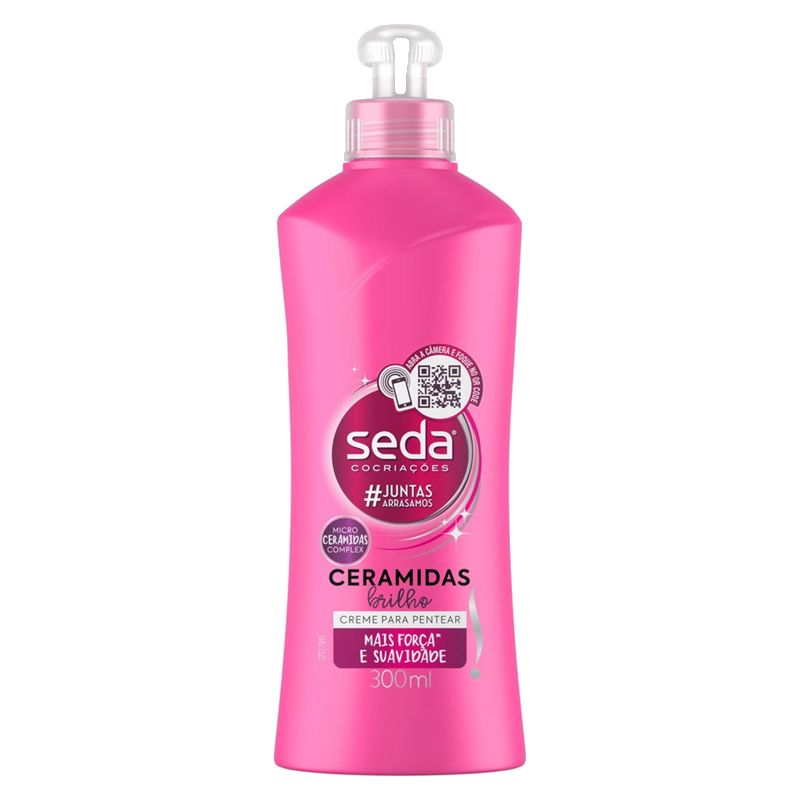 ABRA A CÂMERA E FOQUE NO QR CODE
seda®
COCRIAÇÕES
#JUNTAS
ARRASAMOS
MICRO
CERAMIDAS
COMPLEX
CERAMIDAS
brilho
CREME PARA PENTEAR
MAIS FORÇA*
E SUAVIDADE
300ml